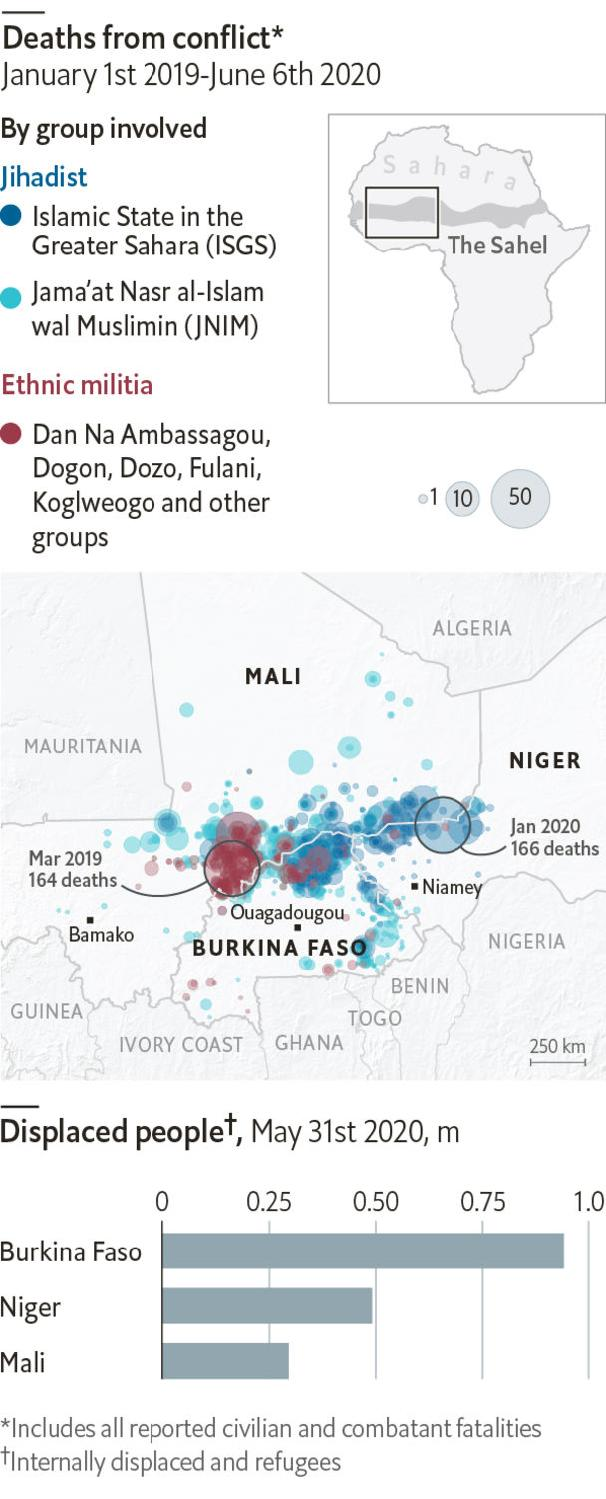 Deaths from conflict*
January 1st 2019-June 6th 2020
By group involved
Jihadist
Islamic State in the
Greater Sahara (ISGS)
Jama’at Nasr al-Islam
wal Muslimin (JNIM)
Ethnic militia
Dan Na Ambassagou,
Dogon, Dozo, Fulani,
Koglweogo and other
groups
Sahara
The Sahel
1 10 50
ALGERIA
MALI
MAURITANIA
NIGER
Jan 2020
166 deaths
Mar 2019
164 deaths
Niamey
Ouagadougou
Bamako
BURKINA FASO
NIGERIA
BENIN
GUINEA
TOGO
IVORY COAST
GHANA
250 km
Displaced people†, May 31st 2020, m
0 0.25 0.50 0.75 1.0
Burkina Faso
Niger
Mali
*Includes all reported civilian and combatant fatalities
†Internally displaced and refugees